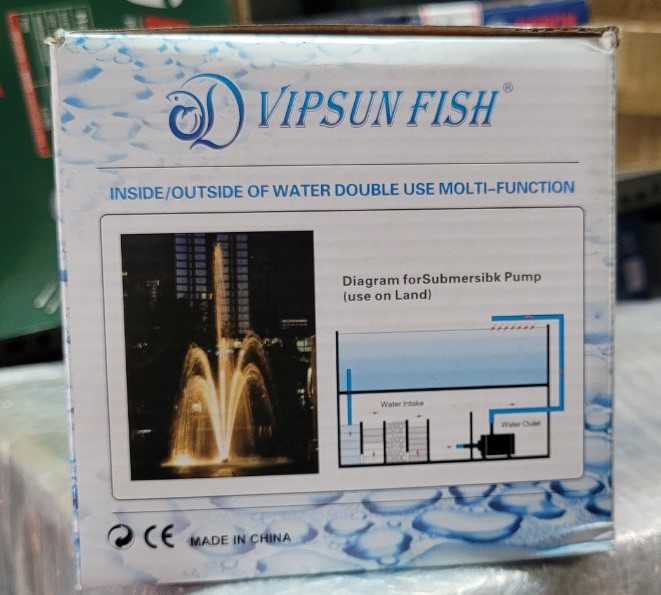 VIPSUN FISH®
INSIDE/OUTSIDE OF WATER DOUBLE USE MOLTI-FUNCTION
Diagram forSubmersibk Pump
(use on Land)
Water Intake
Water Oulet
CE MADE IN CHINA